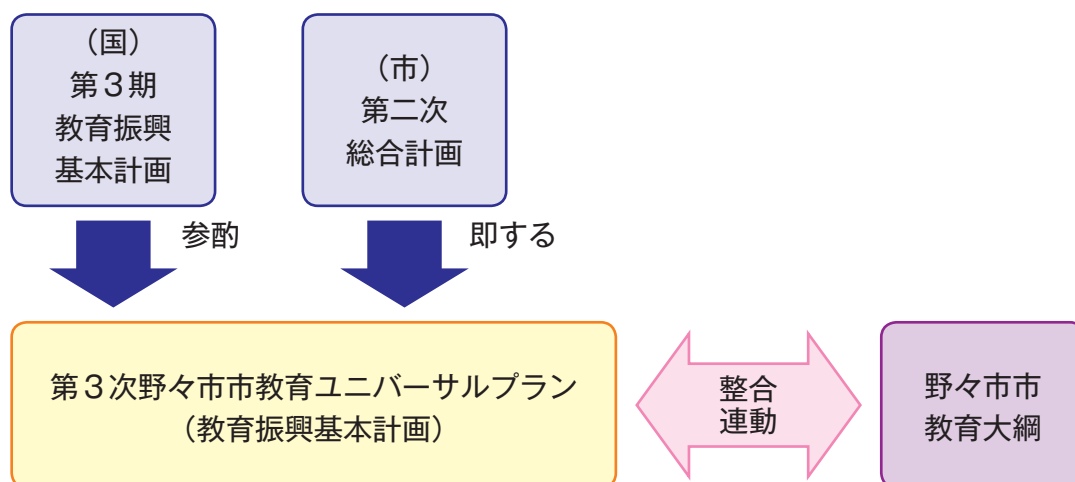 (国)
第3期
教育振興
基本計画
(市)
第二次
総合計画
参酌
即する
第3次野々市市教育ユニバーサルプラン
(教育振興基本計画)
整合
連動
野々市市
教育大綱